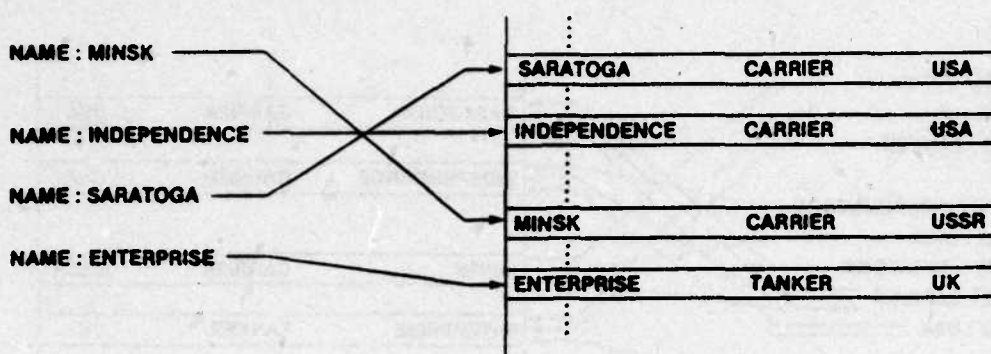 NAME : MINSK
NAME : INDEPENDENCE
NAME : SARATOGA
NAME : ENTERPRISE
SARATOGA CARRIER USA
INDEPENDENCE CARRIER USA
MINSK CARRIER USSR
ENTERPRISE TANKER UK